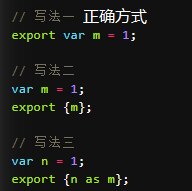 // 写法一 正确方式
export var m = 1;
// 写法二
var m = 1;
export {m};
// 写法三
var n = 1;
export {n as m};